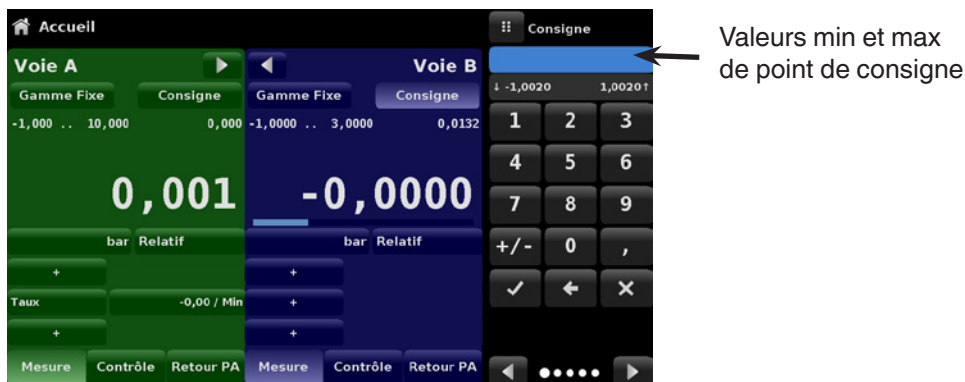 Accueil
Voie A
Gamme Fixe Consigne
-1,000 .. 10,000 0,000
0,001
bar Relatif
+
Taux -0,00 / Min
+
Mesure Contrôle Retour PA
Voie B
Gamme Fixe Consigne
-1,0000 .. 3,0000 0,0132
-0,0000
bar Relatif
+
+
+
Mesure Contrôle Retour PA
Consigne
↓ -1,0020 1,0020↑
1 2 3
4 5 6
7 8 9
+/- 0 ,
Valeurs min et max
de point de consigne